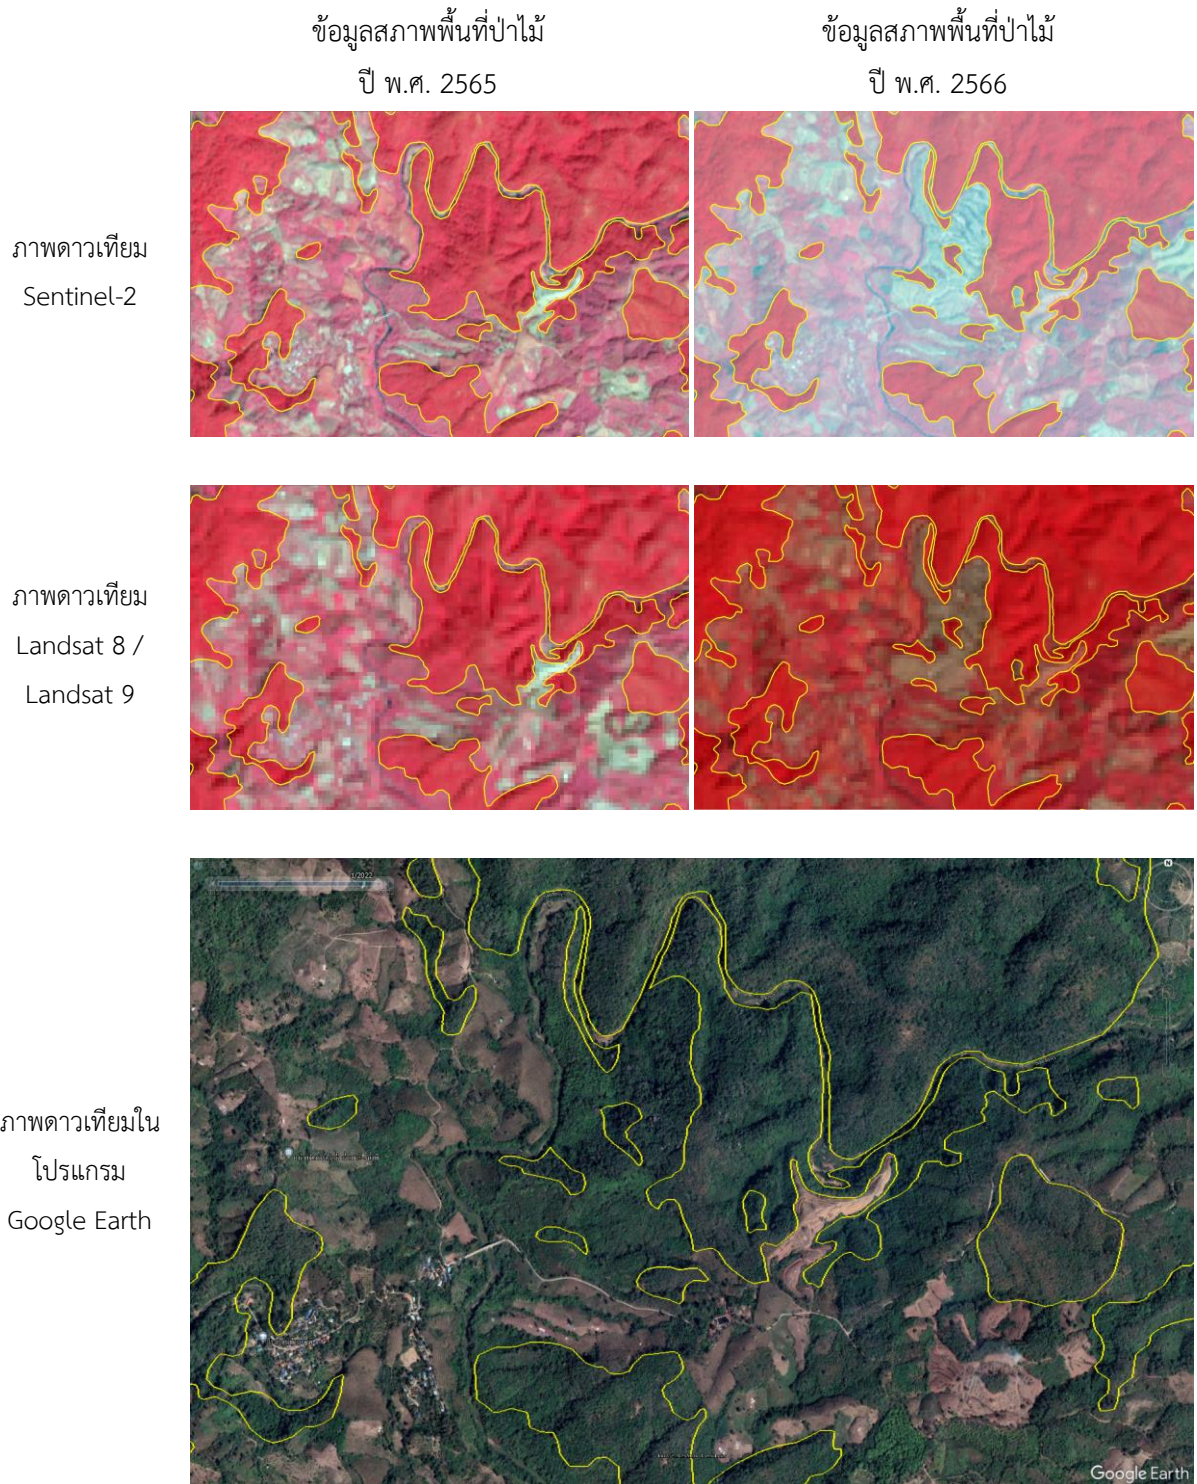 ข้อมูลสภาพพื้นที่ป่าไม้
ปี พ.ศ. 2565
ข้อมูลสภาพพื้นที่ป่าไม้
ปี พ.ศ. 2566
ภาพดาวเทียม
Sentinel-2
ภาพดาวเทียม
Landsat 8 /
Landsat 9
ภาพดาวเทียมใน
โปรแกรม
Google Earth
1/2022
N
Google Earth